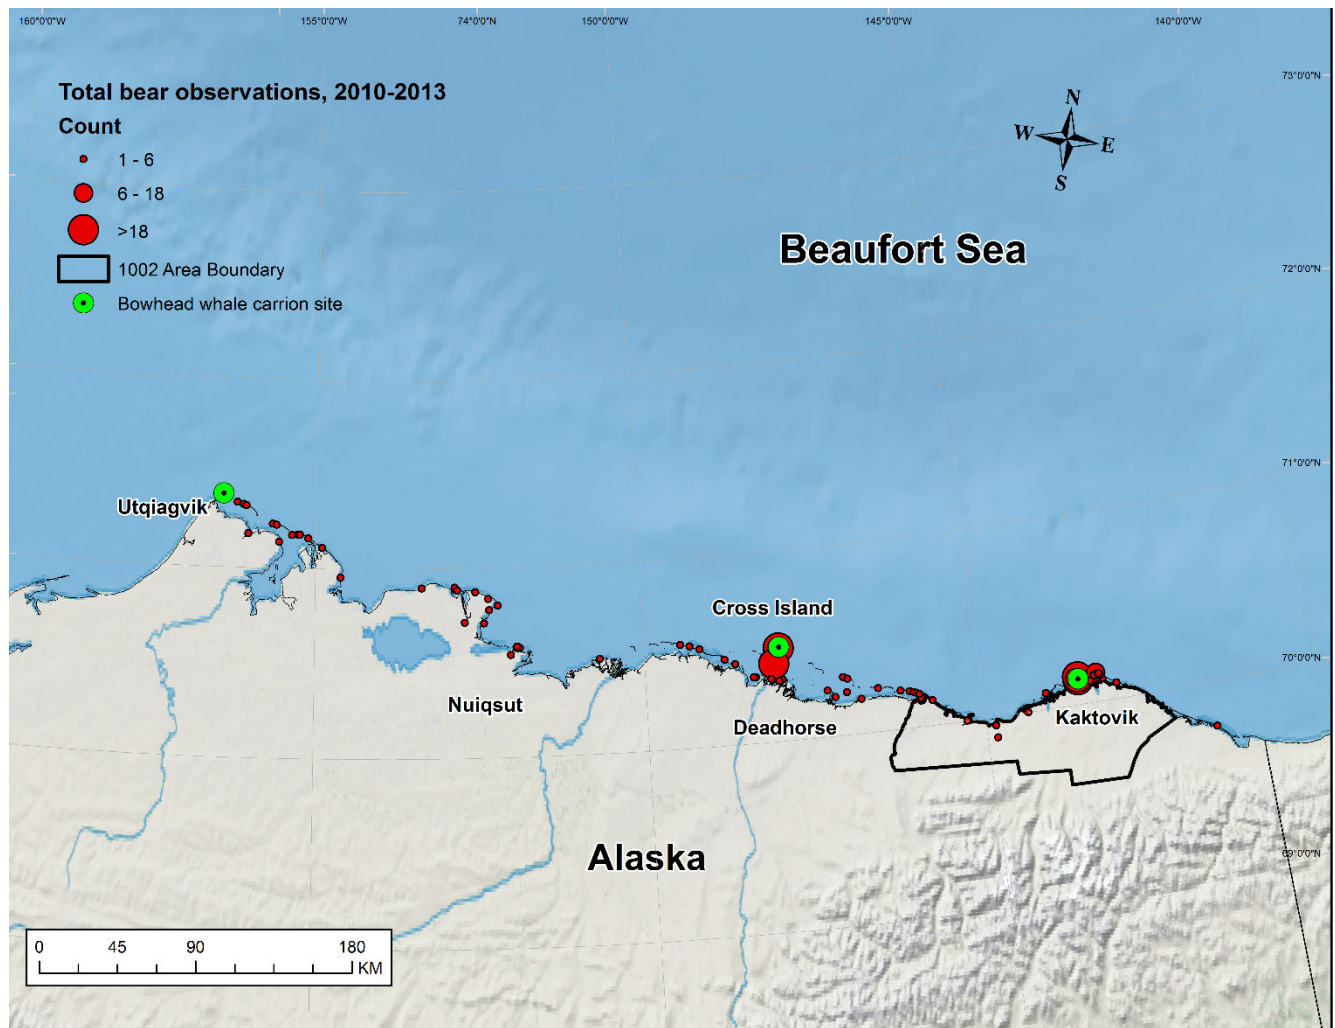 160°0'0"W 155°0'0"W 74°0'0"N 150°0'0"W 145°0'0"W 140°0'0"W
73°0'0"N
Total bear observations, 2010-2013
Count
1 - 6
6 - 18
>18
1002 Area Boundary
Bowhead whale carrion site
N
W E
S
Beaufort Sea
72°0'0"N
71°0'0"N
Utqiagvik
Cross Island
70°0'0"N
Nuiqsut
Deadhorse
Kaktovik
Alaska
69°0'0"N
0 45 90 180
KM